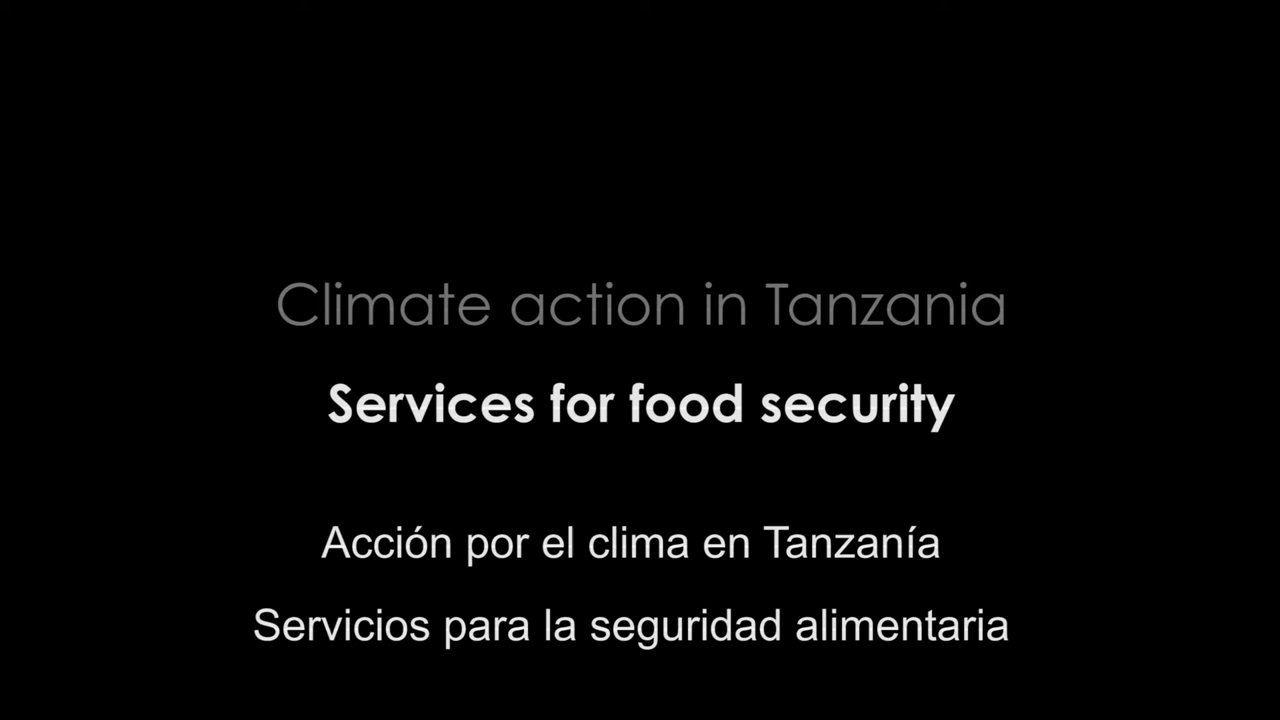 Climate action in Tanzania
Services for food security
Acción por el clima en Tanzanía
Servicios para la seguridad alimentaria